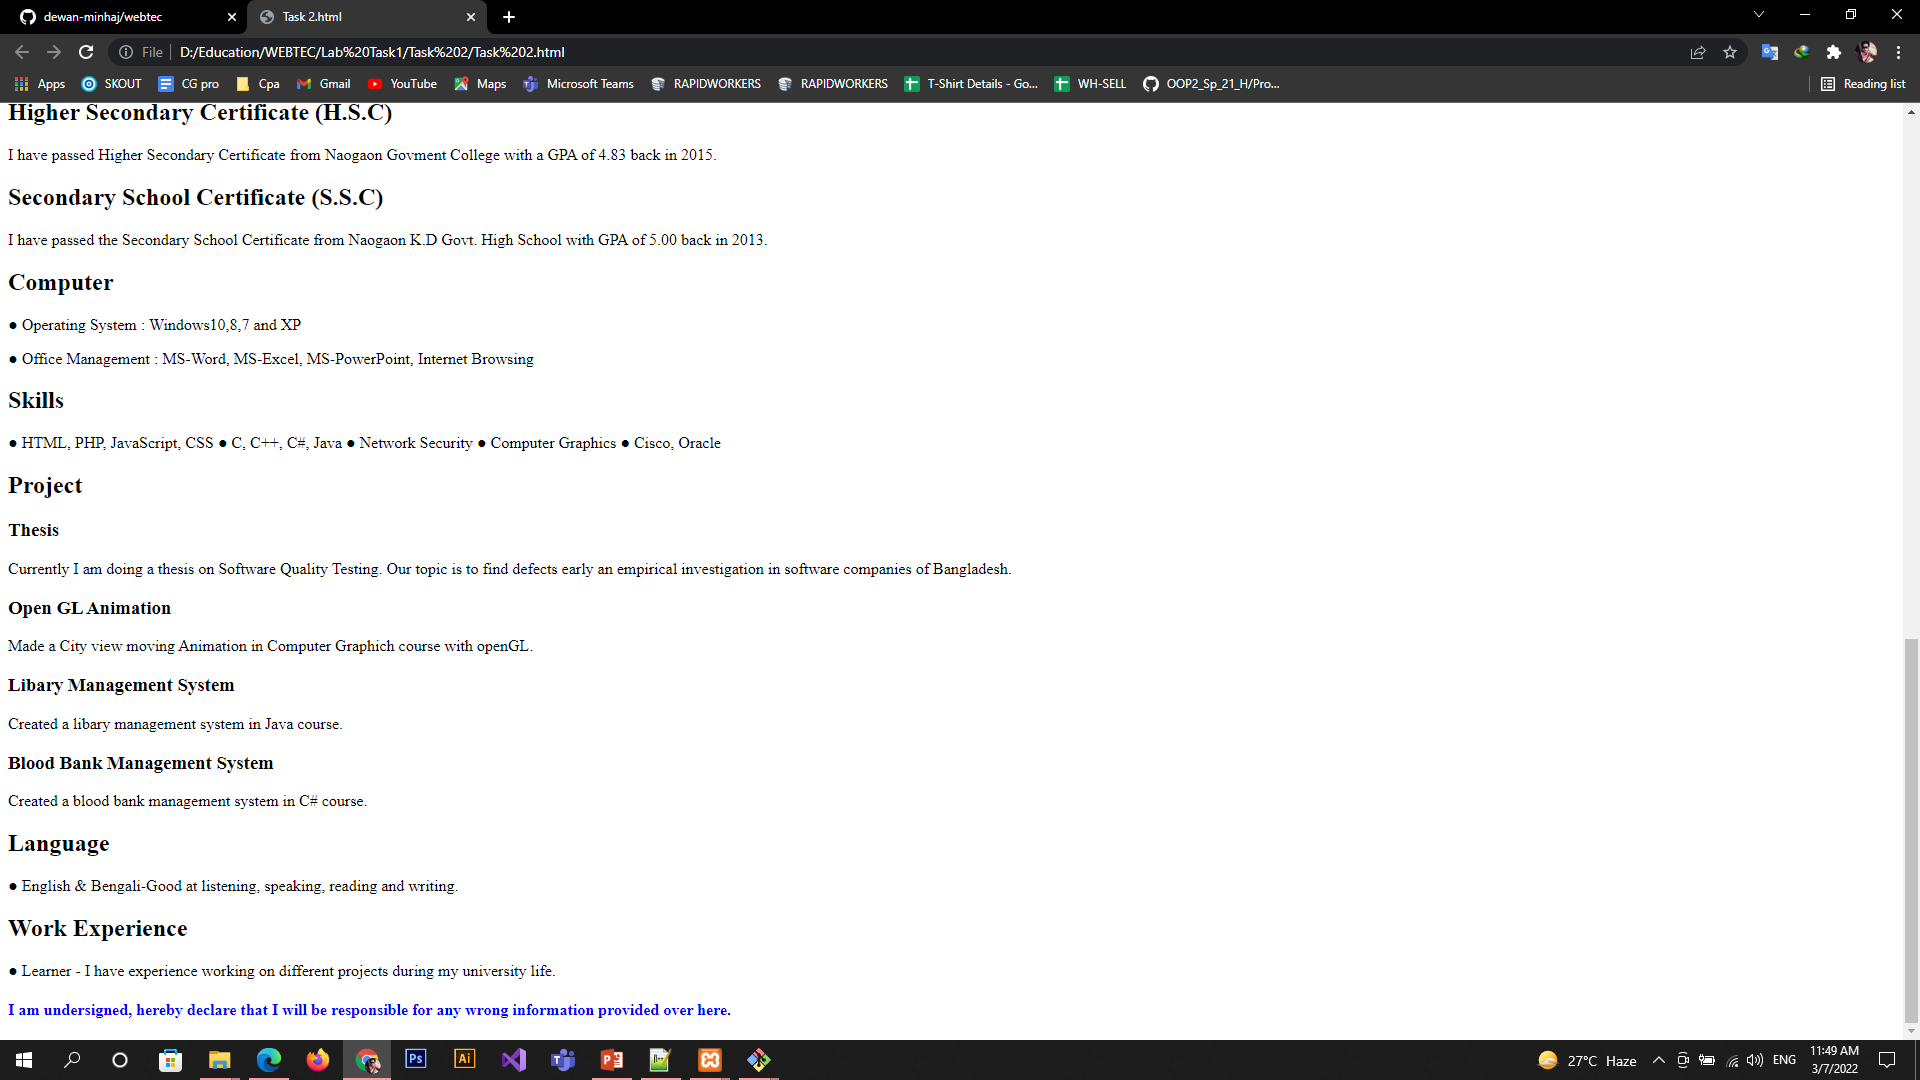 dewan-minhaj/webtec
Task 2.html
File D:/Education/WEBTEC/Lab%20Task1/Task%202/Task%202.html
Apps SKOUT CG pro Cpa Gmail YouTube Maps Microsoft Teams RAPIDWORKERS RAPIDWORKERS T-Shirt Details - Go... WH-SELL OOP2_Sp_21_H/Pro... Reading list
Higher Secondary Certificate (H.S.C)
I have passed Higher Secondary Certificate from Naogaon Govment College with a GPA of 4.83 back in 2015.
Secondary School Certificate (S.S.C)
I have passed the Secondary School Certificate from Naogaon K.D Govt. High School with GPA of 5.00 back in 2013.
Computer
● Operating System : Windows10,8,7 and XP
● Office Management : MS-Word, MS-Excel, MS-PowerPoint, Internet Browsing
Skills
● HTML, PHP, JavaScript, CSS ● C, C++, C#, Java ● Network Security ● Computer Graphics ● Cisco, Oracle
Project
Thesis
Currently I am doing a thesis on Software Quality Testing. Our topic is to find defects early an empirical investigation in software companies of Bangladesh.
Open GL Animation
Made a City view moving Animation in Computer Graphich course with openGL.
Libary Management System
Created a libary management system in Java course.
Blood Bank Management System
Created a blood bank management system in C# course.
Language
● English & Bengali-Good at listening, speaking, reading and writing.
Work Experience
● Learner - I have experience working on different projects during my university life.
I am undersigned, hereby declare that I will be responsible for any wrong information provided over here.
Ps Ai
27°C Haze ENG 11:49 AM
3/7/2022